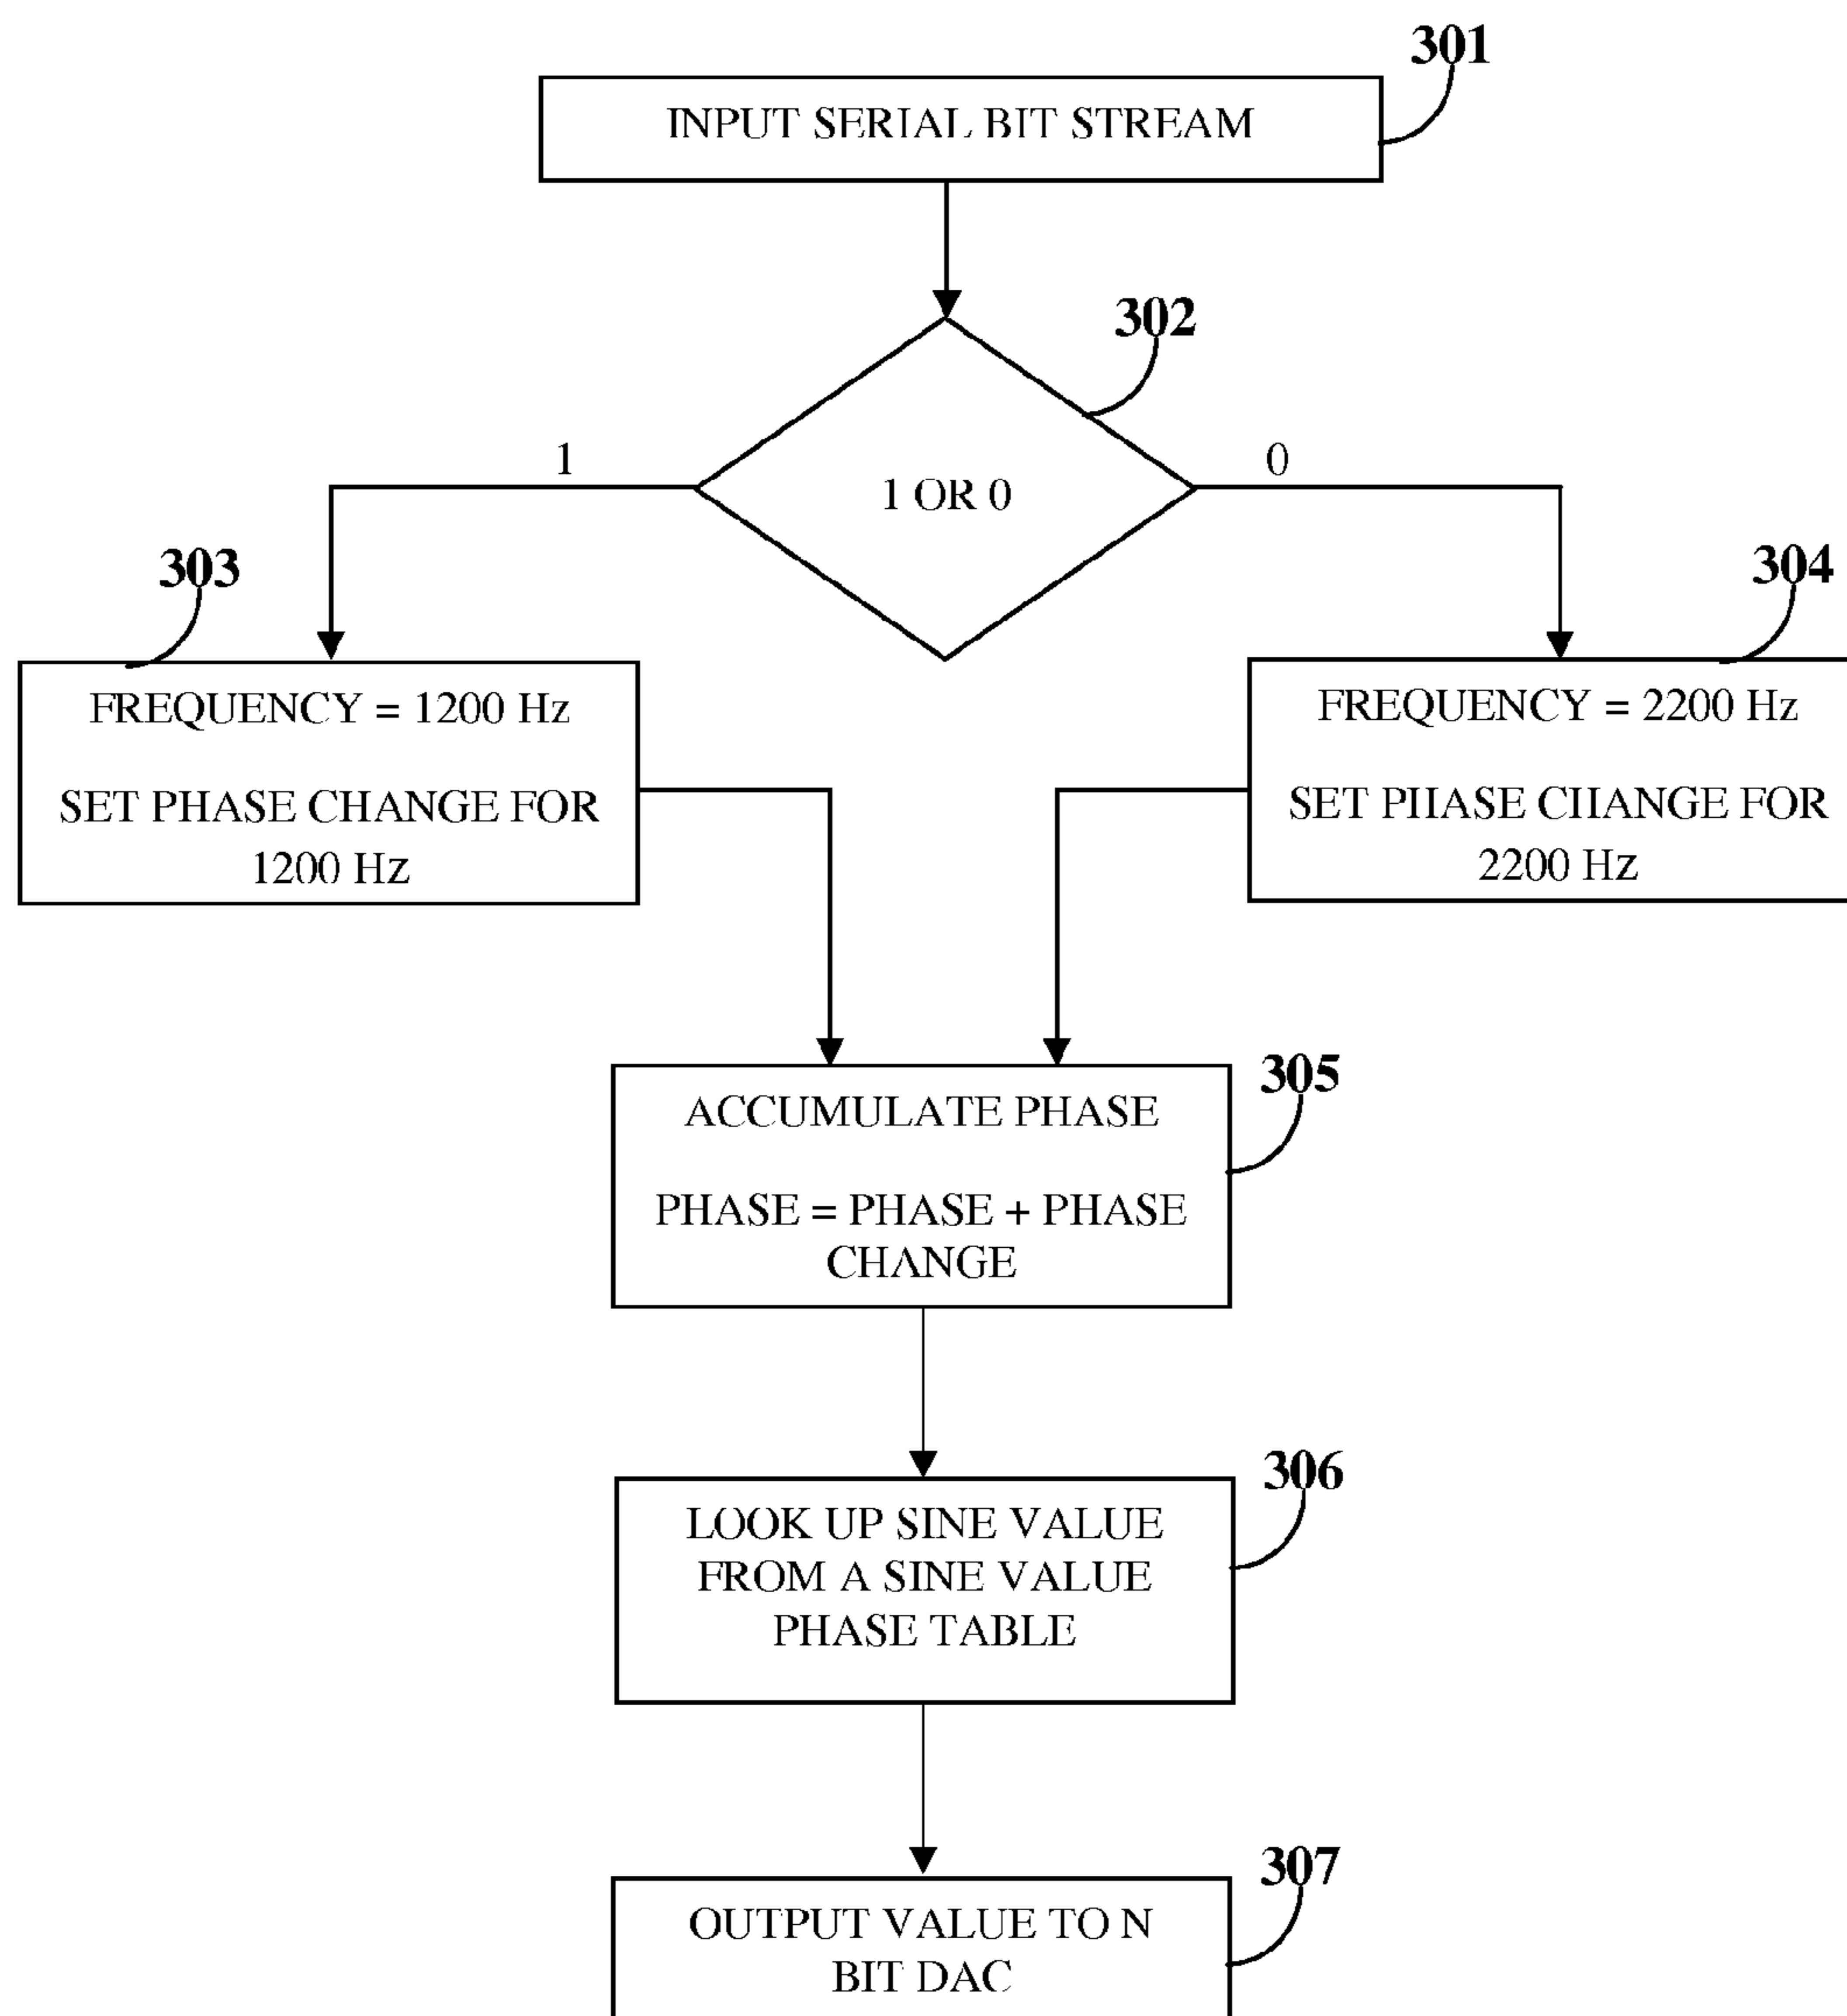 301
INPUT SERIAL BIT STREAM
302
1
0
1 OR 0
303
304
FREQUENCY = 1200 Hz
SET PHASE CHANGE FOR
1200 Hz
FREQUENCY = 2200 Hz
SET PHASE CHANGE FOR
2200 Hz
305
ACCUMULATE PHASE
PHASE = PHASE + PHASE
CHANGE
306
LOOK UP SINE VALUE
FROM A SINE VALUE
PHASE TABLE
307
OUTPUT VALUE TO N
BIT DAC